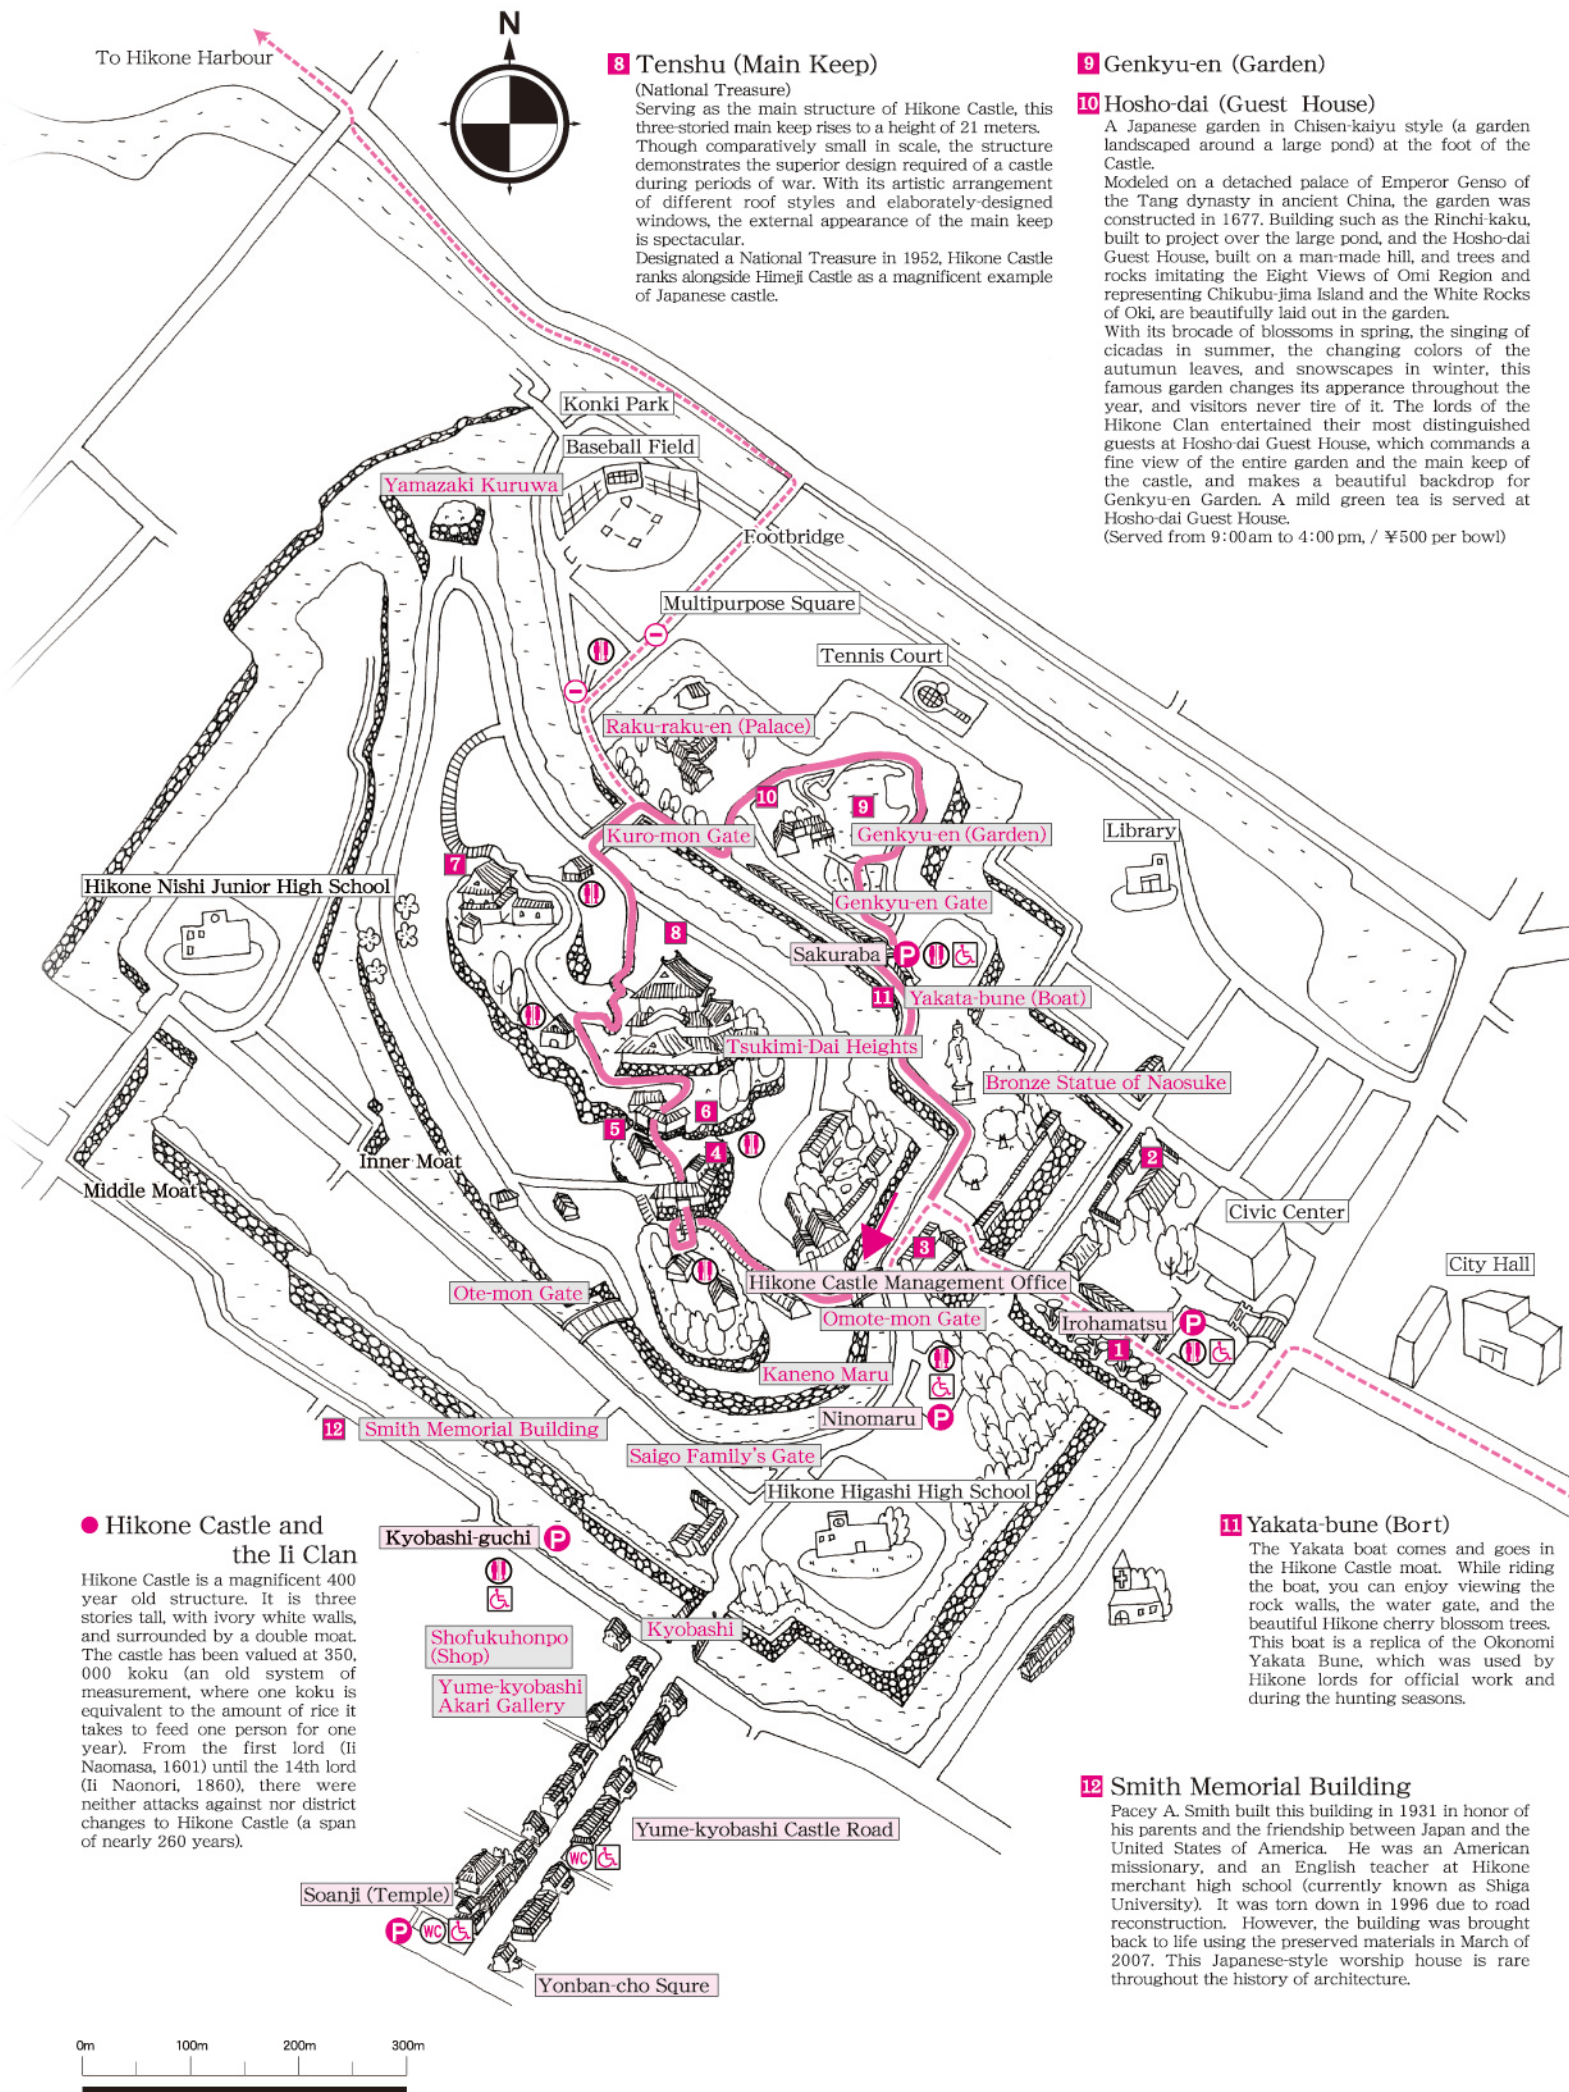 N
To Hikone Harbour
8 Tenshu (Main Keep)
(National Treasure)
Serving as the main structure of Hikone Castle, this
three-storied main keep rises to a height of 21 meters.
Though comparatively small in scale, the structure
demonstrates the superior design required of a castle
during periods of war. With its artistic arrangement
of different roof styles and elaborately-designed
windows, the external appearance of the main keep
is spectacular.
Designated a National Treasure in 1952, Hikone Castle
ranks alongside Himeji Castle as a magnificent example
of Japanese castle.
9 Genkyu-en (Garden)
10 Hosho-dai (Guest House)
A Japanese garden in Chisen-kaiyu style (a garden
landscaped around a large pond) at the foot of the
Castle.
Modeled on a detached palace of Emperor Genso of
the Tang dynasty in ancient China, the garden was
constructed in 1677. Building such as the Rinchi-kaku,
built to project over the large pond, and the Hosho-dai
Guest House, built on a man-made hill, and trees and
rocks imitating the Eight Views of Omi Region and
representing Chikubu-jima Island and the White Rocks
of Oki, are beautifully laid out in the garden.
With its brocade of blossoms in spring, the singing of
cicadas in summer, the changing colors of the
autumun leaves, and snowscapes in winter, this
famous garden changes its apperance throughout the
year, and visitors never tire of it. The lords of the
Hikone Clan entertained their most distinguished
guests at Hosho-dai Guest House, which commands a
fine view of the entire garden and the main keep of
the castle, and makes a beautiful backdrop for
Genkyu-en Garden. A mild green tea is served at
Hosho-dai Guest House.
(Served from 9:00am to 4:00 pm, / ¥500 per bowl)
Konki Park
Baseball Field
Yamazaki Kuruwa
Footbridge
Multipurpose Square
Tennis Court
Raku-raku-en (Palace)
10
9
Kuro-mon Gate
Genkyu-en (Garden)
Library
7
Hikone Nishi Junior High School
Genkyu-en Gate
8
Sakuraba P
11 Yakata-bune (Boat)
Tsukimi-Dai Heights
Bronze Statue of Naosuke
6
5
4
2
Inner Moat
Middle Moat
Civic Center
3
City Hall
Hikone Castle Management Office
Ote-mon Gate
Omote-mon Gate
Irohamatsu P
1
Kaneno Maru
Ninomaru P
12 Smith Memorial Building
Saigo Family's Gate
Hikone Higashi High School
Kyobashi-guchi P
Kyobashi
Shofukuhonpo
(Shop)
Yume-kyobashi
Akari Gallery
Yume-kyobashi Castle Road
WC
Soanji (Temple)
P WC
Yonban-cho Squre
Hikone Castle and
the Ii Clan
Hikone Castle is a magnificent 400
year old structure. It is three
stories tall, with ivory white walls,
and surrounded by a double moat.
The castle has been valued at 350,
000 koku (an old system of
measurement, where one koku is
equivalent to the amount of rice it
takes to feed one person for one
year). From the first lord (Ii
Naomasa, 1601) until the 14th lord
(Ii Naonori, 1860), there were
neither attacks against nor district
changes to Hikone Castle (a span
of nearly 260 years).
11 Yakata-bune (Bort)
The Yakata boat comes and goes in
the Hikone Castle moat. While riding
the boat, you can enjoy viewing the
rock walls, the water gate, and the
beautiful Hikone cherry blossom trees.
This boat is a replica of the Okonomi
Yakata Bune, which was used by
Hikone lords for official work and
during the hunting seasons.
12 Smith Memorial Building
Pacey A. Smith built this building in 1931 in honor of
his parents and the friendship between Japan and the
United States of America. He was an American
missionary, and an English teacher at Hikone
merchant high school (currently known as Shiga
University). It was torn down in 1996 due to road
reconstruction. However, the building was brought
back to life using the preserved materials in March of
2007. This Japanese-style worship house is rare
throughout the history of architecture.
0m 100m 200m 300m